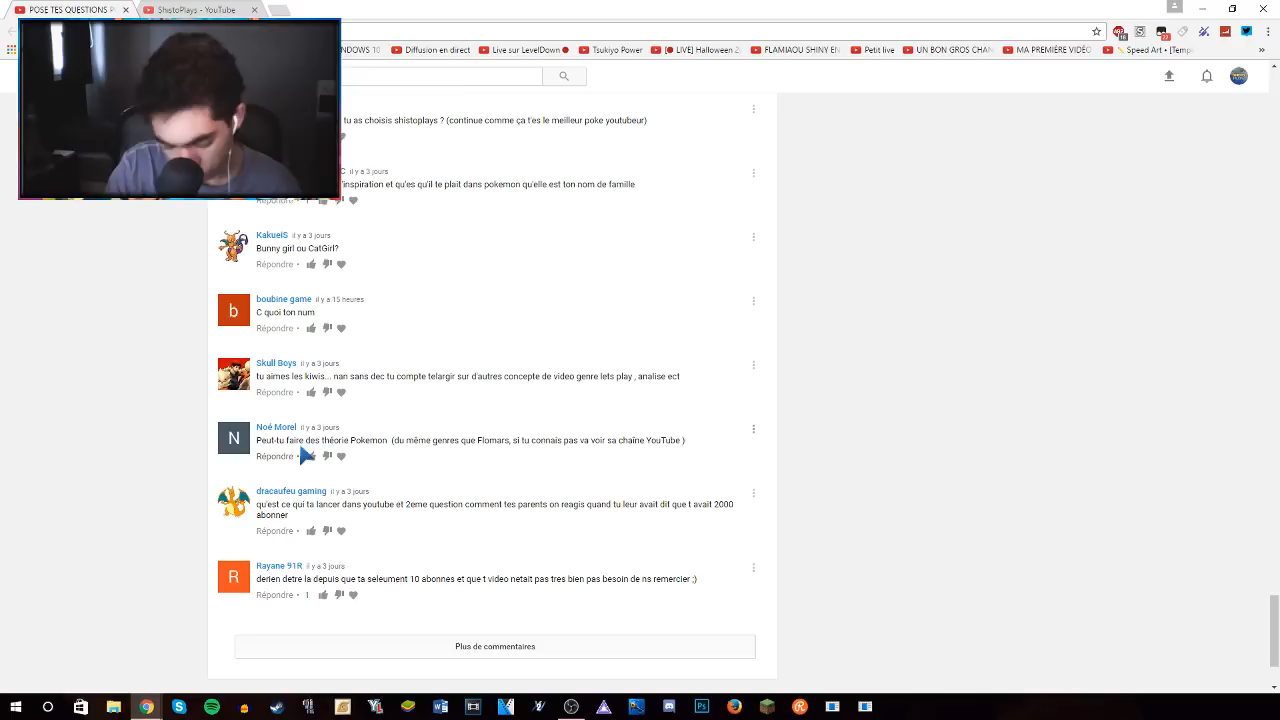 POSE TES QUESTIONS P
ShistoPlays - YouTube
NDOWS 10
Diffusion en direct
Live sur LevelDown
Tsukiyo Power
[🔴 LIVE] Hardtwen 2
PLAMIAOU SHINY EN
Petit live
UN BON GROS CHAN
MA PREMIÈRE VIDÉO
Speed Art • [Temp
tu as choisis shistoplays ? (continue comme ça t'es le meilleur poke youtubeur)
C il y a 3 jours
'inspiration et qu'es qu'il te plait dans pokemon qu'elle est ton nom de famille
Répondre • 1
KakueiS il y a 3 jours
Bunny girl ou CatGirl?
Répondre •
b
boubine game il y a 15 heures
C quoi ton num
Répondre •
Skull Boys il y a 3 jours
tu aimes les kiwis... nan sans dec tu compte telargir sur d'autres concepte de video genre lets play , analise ect
Répondre •
N
Noé Morel il y a 3 jours
Peut-tu faire des théorie Pokemon (du même genres que Flomars, si tu connais pas va voir sa chaîne YouTube )
Répondre •
dracaufeu gaming il y a 3 jours
qu'est ce qui ta lancer dans youtube et 2eme question comment tes parents on reagis quand tu leur avait dit que t avait 2000
abonner
Répondre •
R
Rayane 91R il y a 3 jours
derien detre la depuis que ta seleument 10 abonnes et que t video netait pas tres bien pas besoin de ns remercier ;)
Répondre • 1
Plus de commentaires